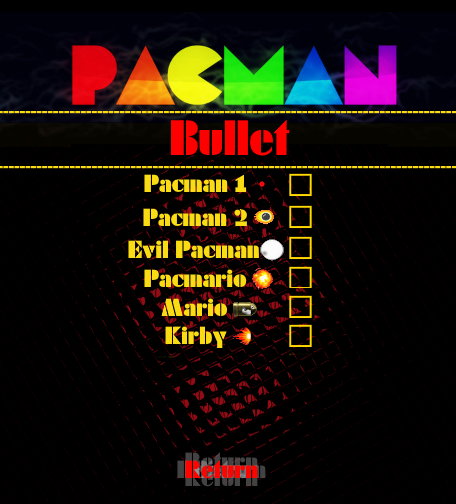 PACMAN
Bullet
Pacman 1
Pacman 2
Evil Pacman
Pacmario
Mario
Kirby
Return